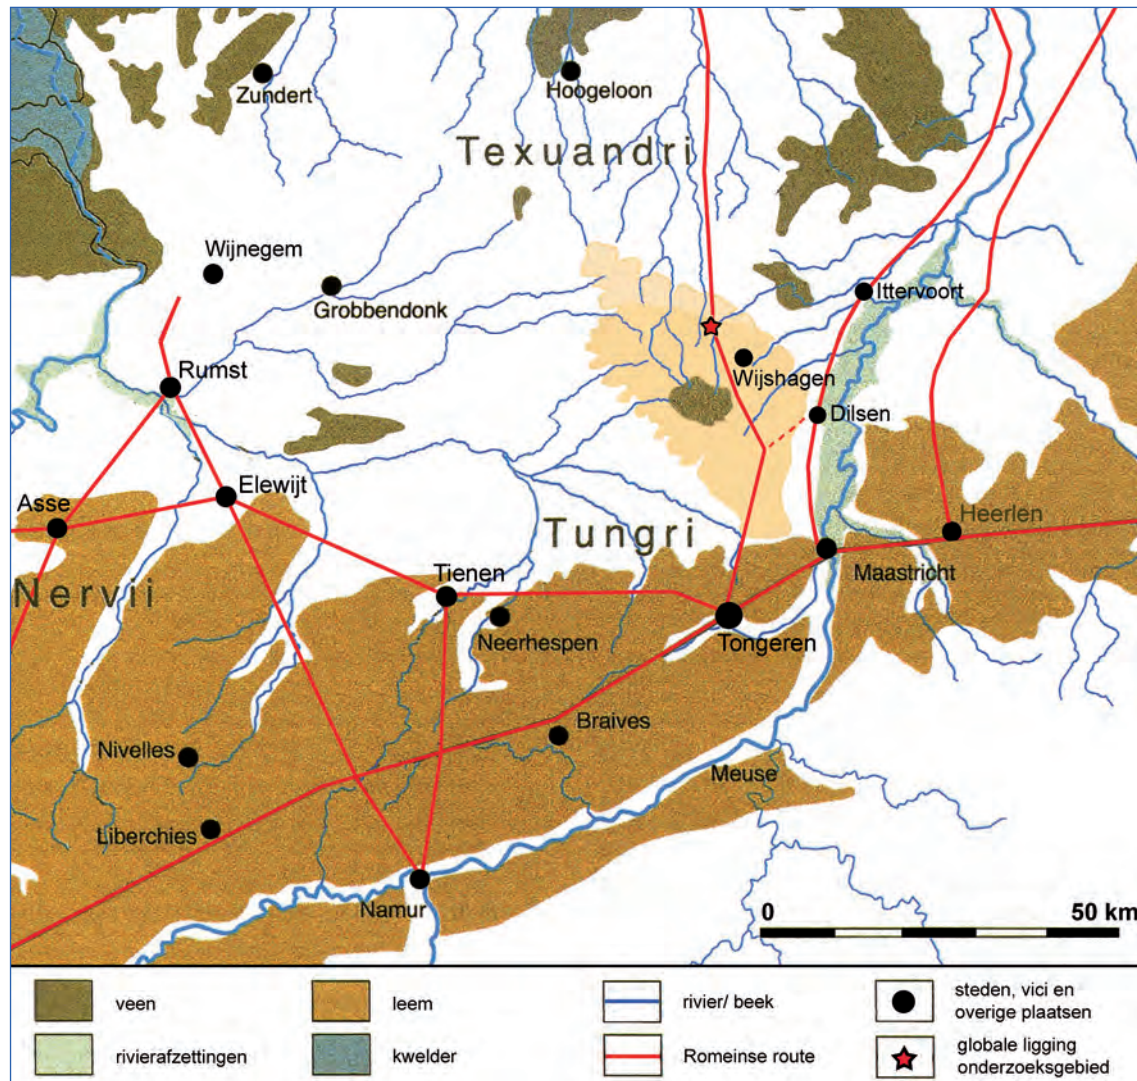 Zundert
Hoogeloon
Texuandri
Wijnegem
Grobbendonk
Ittervoort
Rumst
Wijshagen
Dilsen
Elewijt
Asse
Heerlen
Tungri
Maastricht
Tienen
Nervii
Neerhespen
Tongeren
Braives
Nivelles
Meuse
Liberchies
Namur
0 50 km
veen
leem
rivier/ beek
steden, vici en
overige plaatsen
rivierafzettingen
kwelder
Romeinse route
globale ligging
onderzoeksgebied